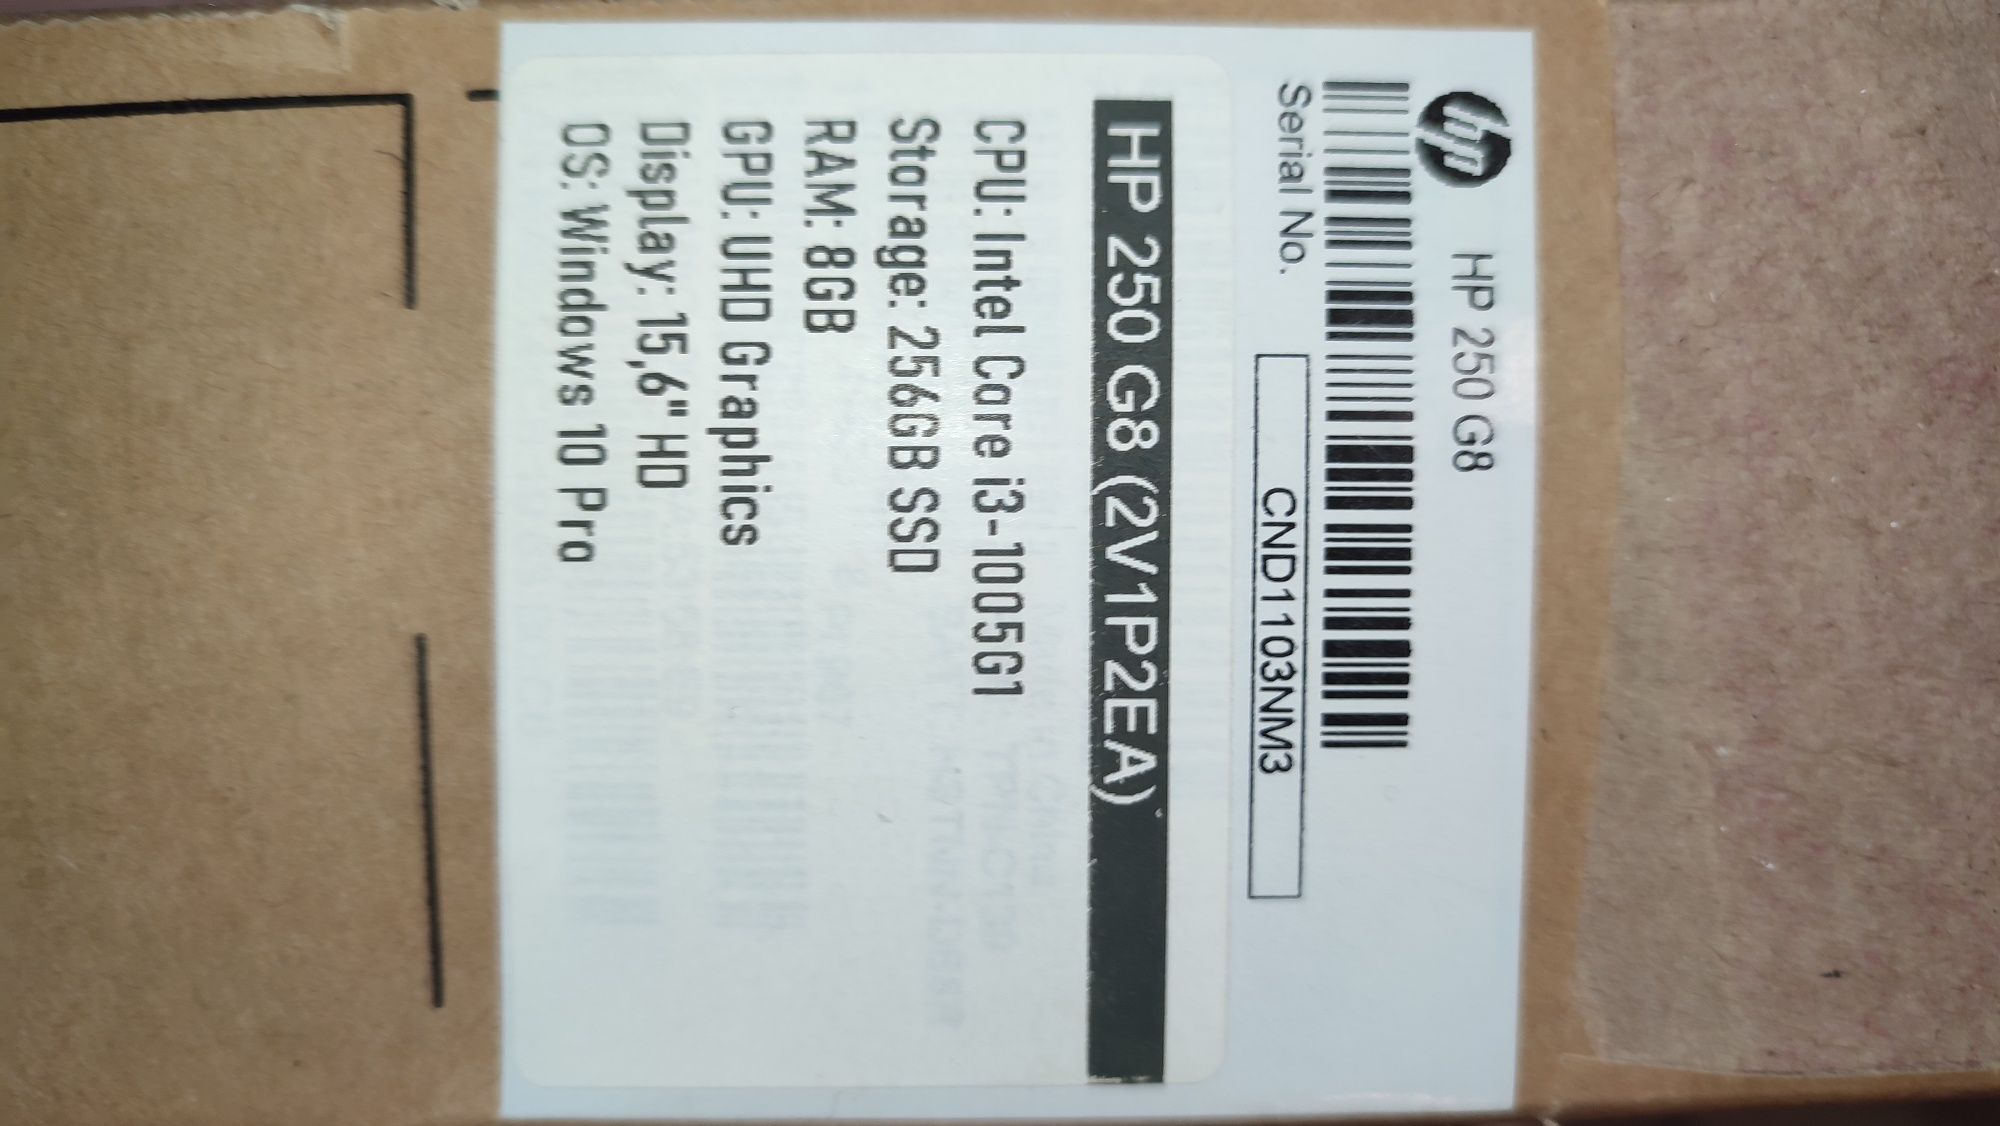 hp HP 250 G8
Serial No. CND1103NM3
HP 250 G8 (2V1P2EA)
CPU: Intel Core i3-1005G1
Storage: 256GB SSD
RAM: 8GB
GPU: UHD Graphics
Display: 15,6" HD
OS: Windows 10 Pro